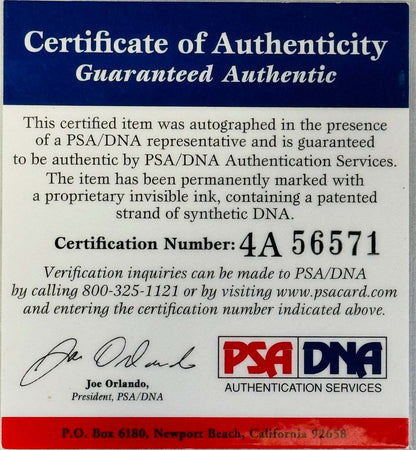 Certificate of Authenticity
Guaranteed Authentic
This certified item was autographed in the presence
of a PSA/DNA representative and is guaranteed
to be authentic by PSA/DNA Authentication Services.
The item has been permanently marked with
a proprietary invisible ink, containing a patented
strand of synthetic DNA.
Certification Number: 4A 56571
Verification inquiries can be made to PSA/DNA
by calling 800-325-1121 or by visiting www.psacard.com
and entering the certification number indicated above.
Joe Orlando
PSA DNA
Joe Orlando,
AUTHENTICATION SERVICES
President, PSA/DNA
P.O. Box 6180, Newport Beach, California 92658